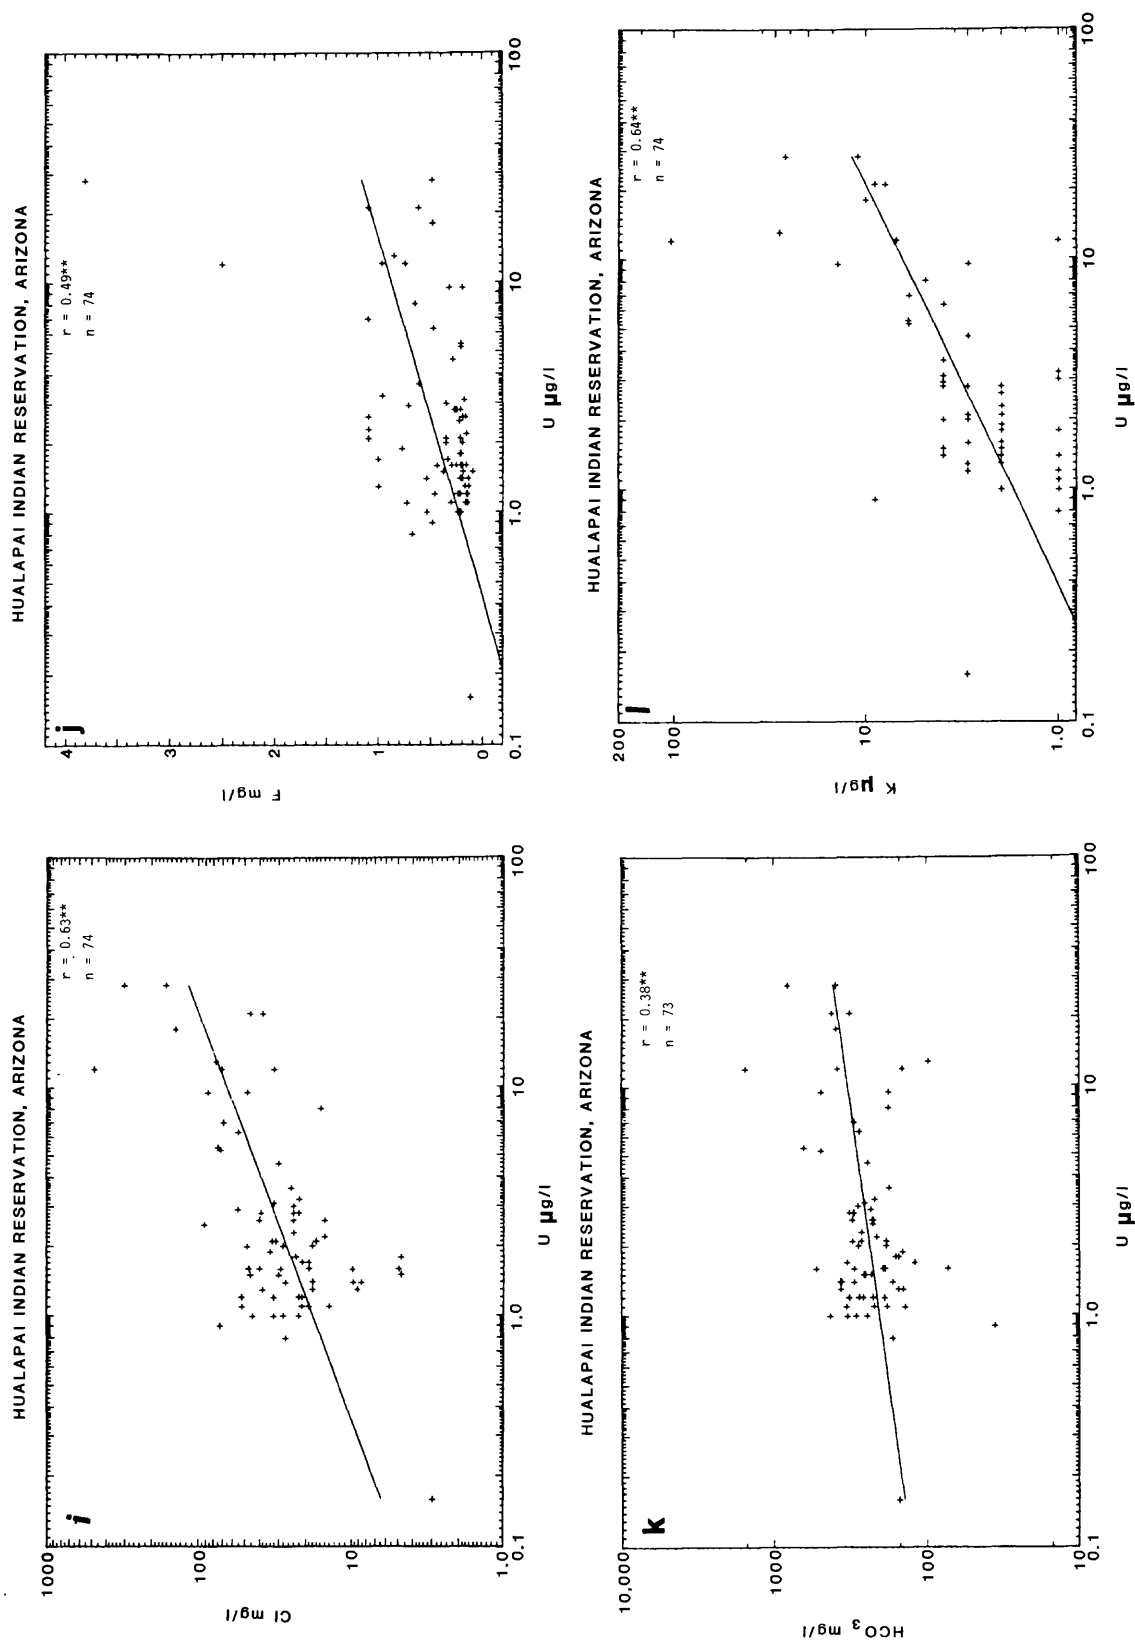 HUALAPAI INDIAN RESERVATION, ARIZONA
i
r = 0.63**
n = 74
1000
100
10
1.0
Cl mg/l
0.1
1.0
10
100
U µg/l
HUALAPAI INDIAN RESERVATION, ARIZONA
j
r = 0.49**
n = 74
4
3
2
1
0
F mg/l
0.1
1.0
10
100
U µg/l
HUALAPAI INDIAN RESERVATION, ARIZONA
k
r = 0.38**
n = 73
10,000
1000
100
10
HCO₃ mg/l
0.1
1.0
10
100
U µg/l
HUALAPAI INDIAN RESERVATION, ARIZONA
l
r = 0.64**
n = 74
200
100
10
1.0
K µg/l
0.1
1.0
10
100
U µg/l